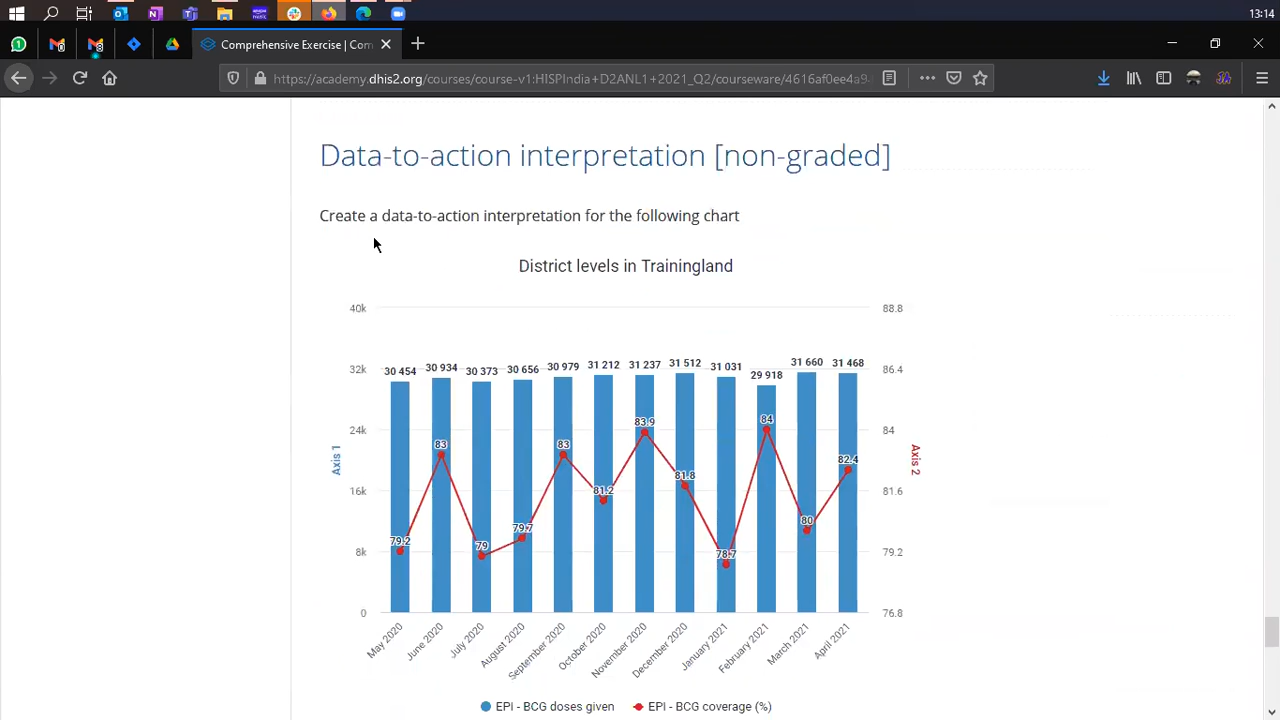 13:14
Comprehensive Exercise | Com
https://academy.dhis2.org/courses/course-v1:HISPIndia+D2ANL1+2021_Q2/courseware/4616af0ee4a9
Data-to-action interpretation [non-graded]
Create a data-to-action interpretation for the following chart
District levels in Trainingland
40k 88.8
32k 86.4
30 454 30 934 30 373 30 656 30 979 31 212 31 237 31 512 31 031 29 918 31 660 31 468
24k 84
83 83 83.9 84
Axis 1 Axis 2
16k 81.6
81.2 81.8 82.4
8k 79.2
79.2 79 79.7 78.7 80
0 76.8
May 2020 June 2020 July 2020 August 2020 September 2020 October 2020 November 2020 December 2020 January 2021 February 2021 March 2021 April 2021
EPI - BCG doses given EPI - BCG coverage (%)